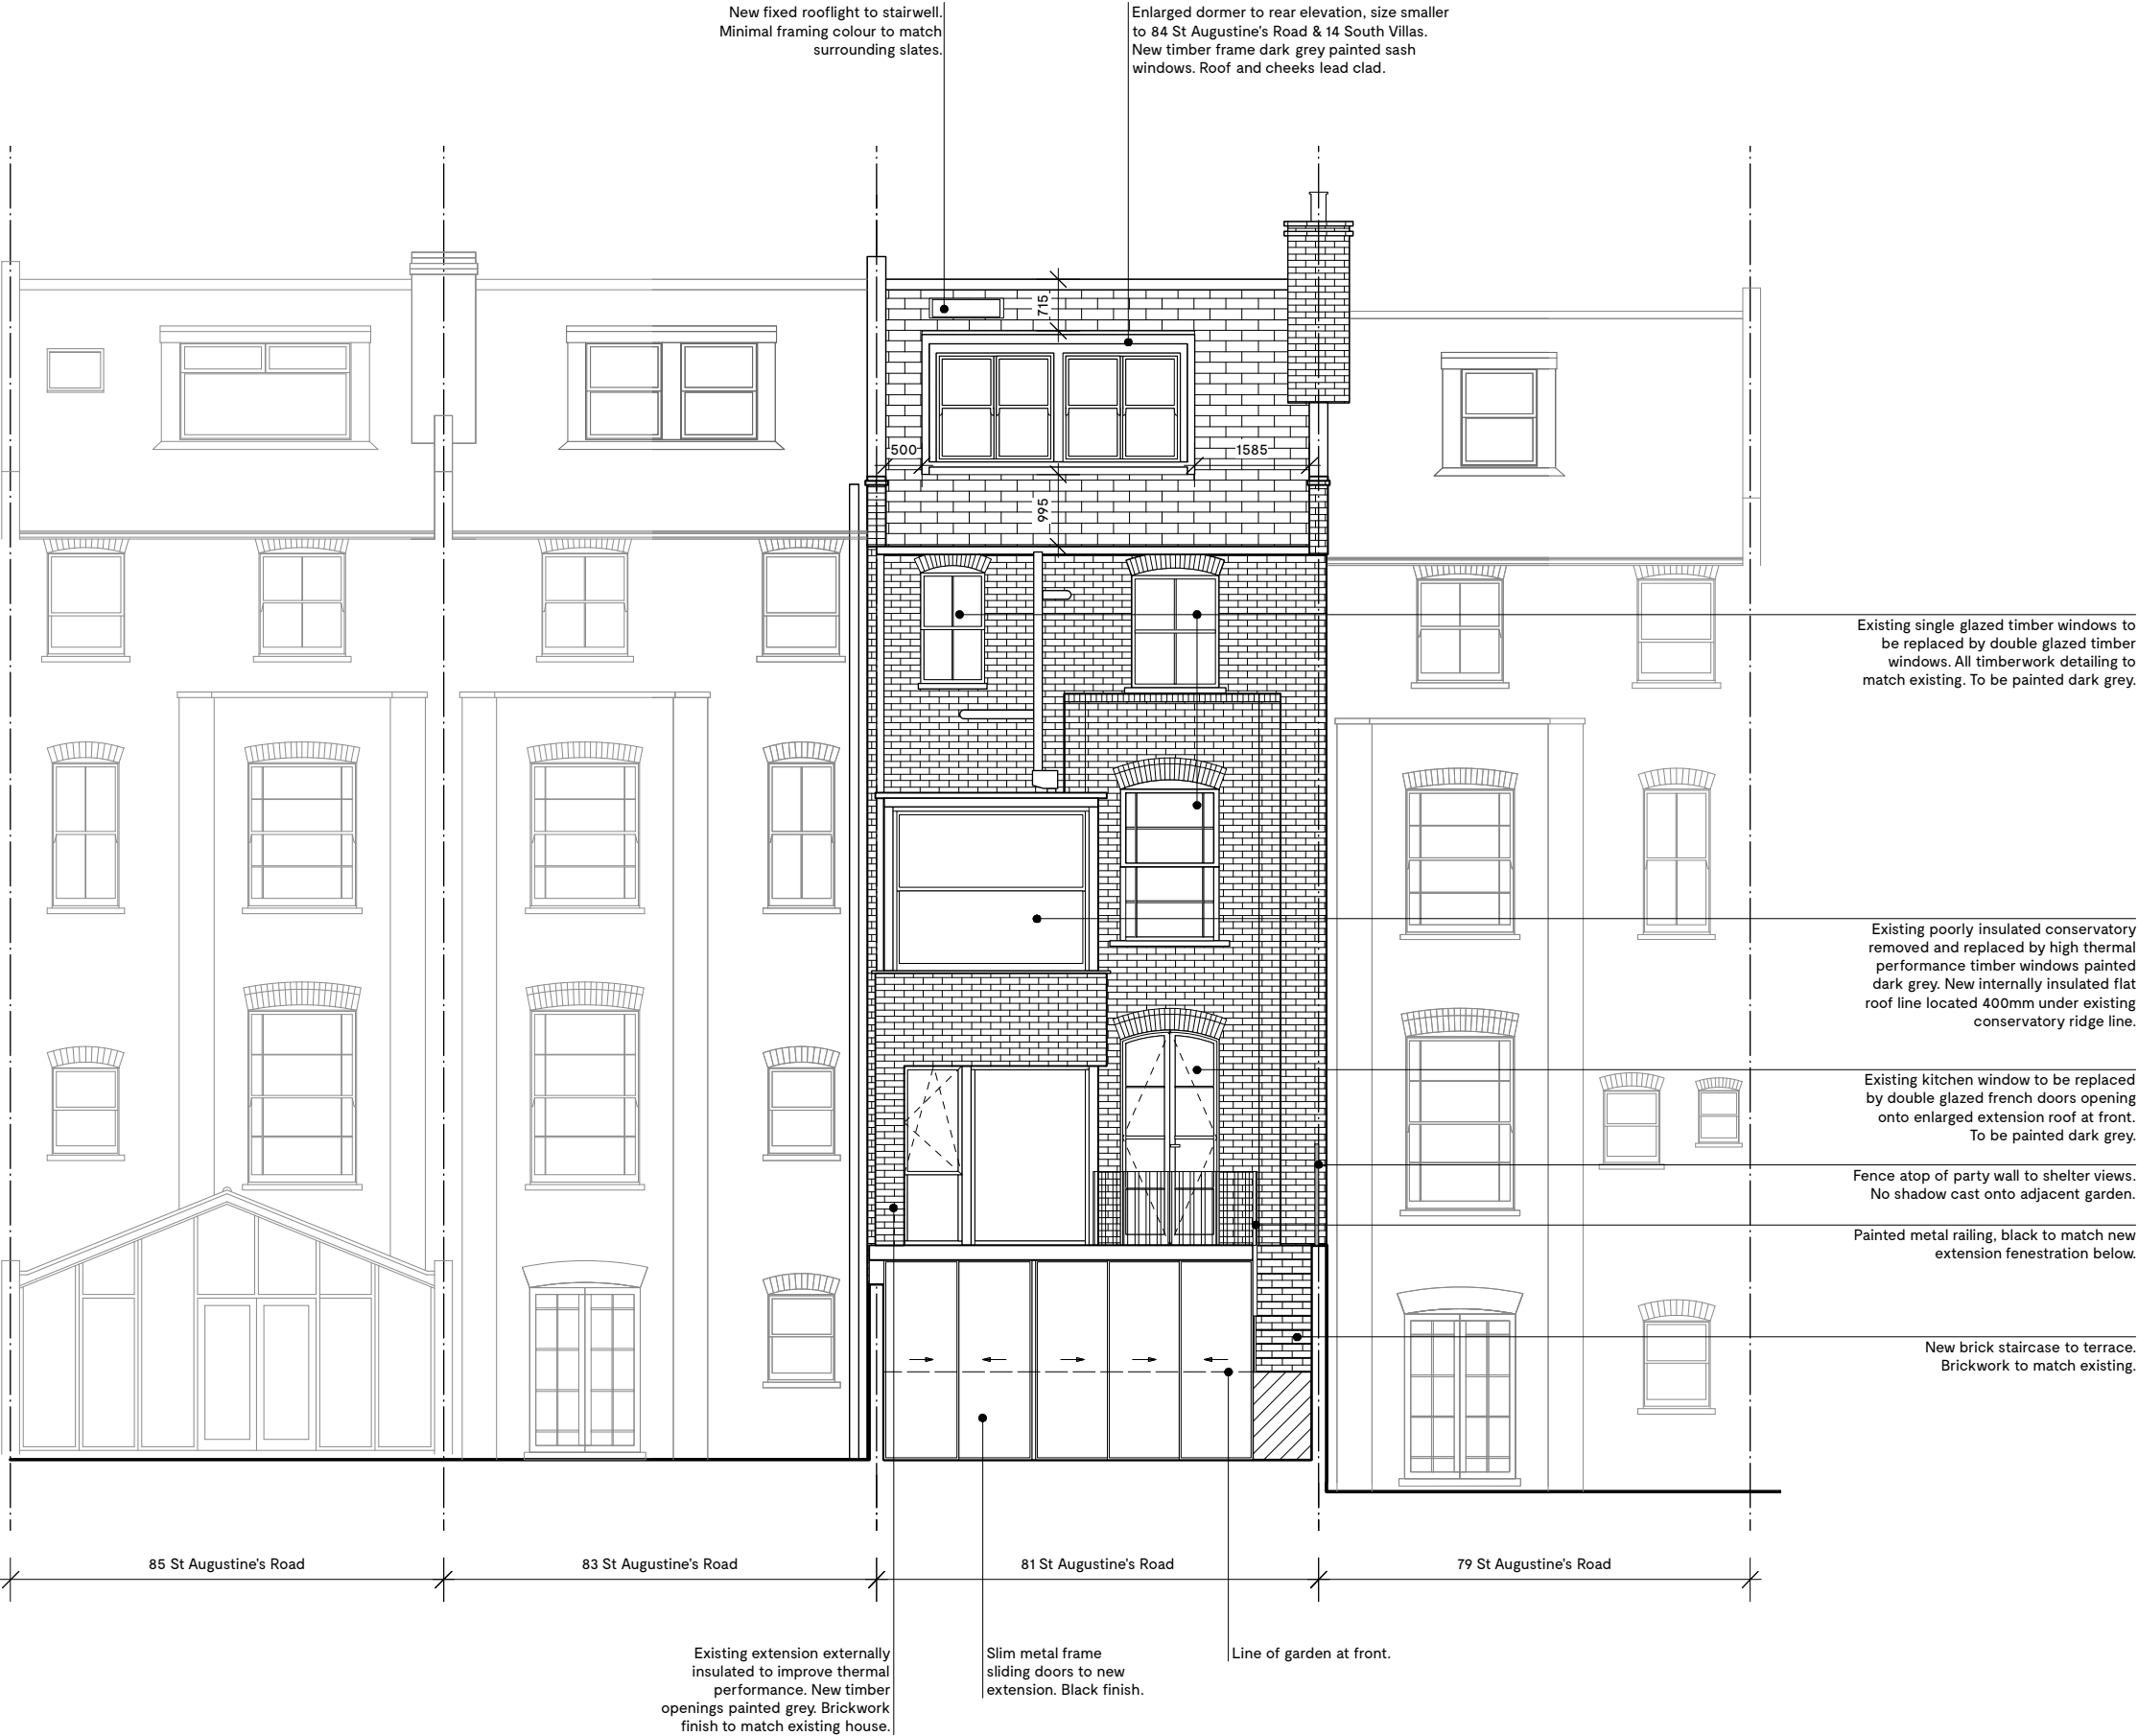 New fixed rooflight to stairwell.
Minimal framing colour to match
surrounding slates.
Enlarged dormer to rear elevation, size smaller
to 84 St Augustine's Road & 14 South Villas.
New timber frame dark grey painted sash
windows. Roof and cheeks lead clad.
715
500
1585
995
Existing single glazed timber windows to
be replaced by double glazed timber
windows. All timberwork detailing to
match existing. To be painted dark grey.
Existing poorly insulated conservatory
removed and replaced by high thermal
performance timber windows painted
dark grey. New internally insulated flat
roof line located 400mm under existing
conservatory ridge line.
Existing kitchen window to be replaced
by double glazed french doors opening
onto enlarged extension roof at front.
To be painted dark grey.
Fence atop of party wall to shelter views.
No shadow cast onto adjacent garden.
Painted metal railing, black to match new
extension fenestration below.
New brick staircase to terrace.
Brickwork to match existing.
85 St Augustine's Road
83 St Augustine's Road
81 St Augustine's Road
79 St Augustine's Road
Existing extension externally
insulated to improve thermal
performance. New timber
openings painted grey. Brickwork
finish to match existing house.
Slim metal frame
sliding doors to new
extension. Black finish.
Line of garden at front.